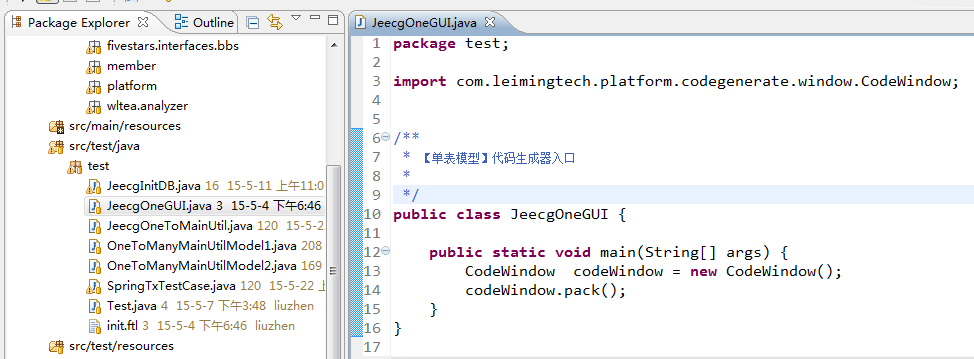 Package Explorer
Outline
fivestars.interfaces.bbs
member
platform
wltea.analyzer
src/main/resources
src/test/java
test
JeecgInitDB.java 16 15-5-11 上午11:0
JeecgOneGUI.java 3 15-5-4 下午6:46
JeecgOneToMainUtil.java 120 15-5-2
OneToManyMainUtilModel1.java 208
OneToManyMainUtilModel2.java 169
SpringTxTestCase.java 120 15-5-22 上
Test.java 4 15-5-7 下午3:48 liuzhen
init.ftl 3 15-5-4 下午6:46 liuzhen
src/test/resources
JeecgOneGUI.java
1 package test;
2
3 import com.leimingtech.platform.codegenerate.window.CodeWindow;
4
5
6 /**
7 * 【单表模型】代码生成器入口
8 *
9 */
10 public class JeecgOneGUI {
11
12 public static void main(String[] args) {
13 CodeWindow codeWindow = new CodeWindow();
14 codeWindow.pack();
15 }
16 }
17